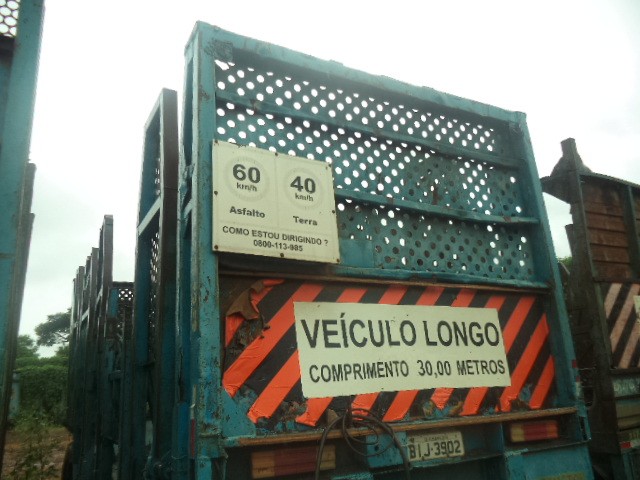 60 40
km/h km/h
Asfalto Terra
COMO ESTOU DIRIGINDO ?
0800-113-985
VEÍCULO LONGO
COMPRIMENTO 30,00 METROS
BIJ-3902